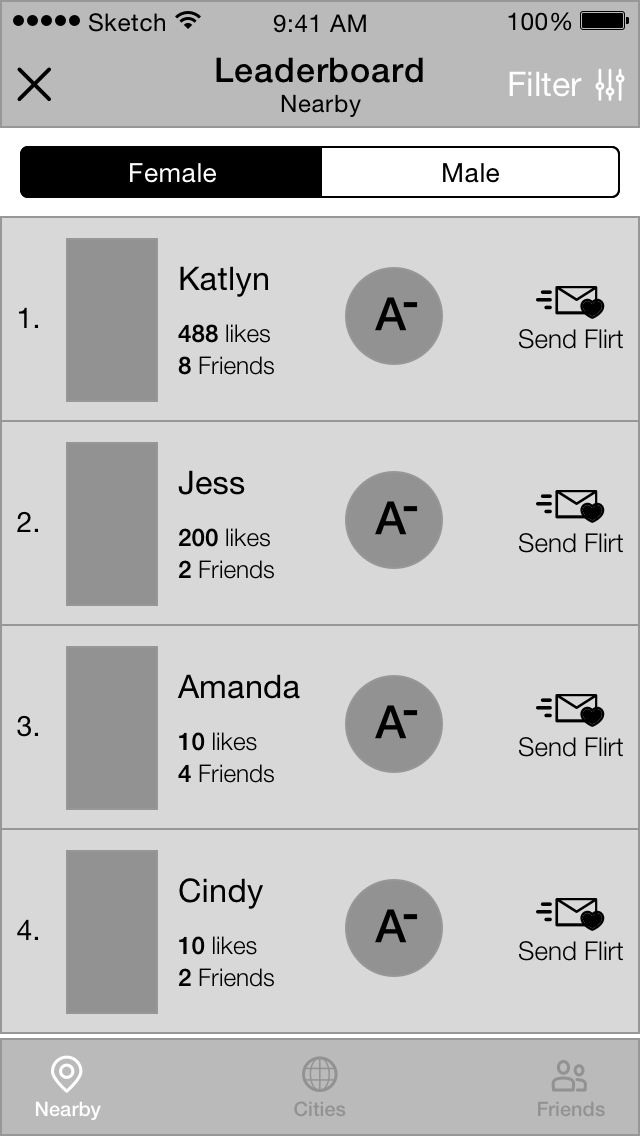 Sketch 9:41 AM 100%
Leaderboard
Nearby
Filter
Female Male
1.
Katlyn
488 likes
8 Friends
A-
Send Flirt
2.
Jess
200 likes
2 Friends
A-
Send Flirt
3.
Amanda
10 likes
4 Friends
A-
Send Flirt
4.
Cindy
10 likes
2 Friends
A-
Send Flirt
Nearby Cities Friends